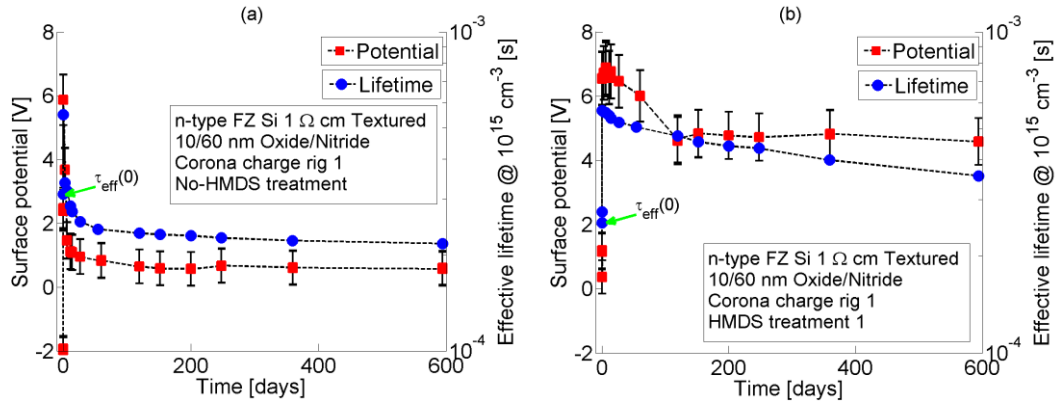 (a)
Surface potential [V]
8
6
4
2
0
-2
Potential
Lifetime
n-type FZ Si 1 Ω cm Textured
10/60 nm Oxide/Nitride
Corona charge rig 1
No-HMDS treatment
τeff(0)
0
200
400
600
Time [days]
10-3
10-4
Effective lifetime @ 1015 cm-3 [s]
(b)
Surface potential [V]
8
6
4
2
0
-2
Potential
Lifetime
τeff(0)
n-type FZ Si 1 Ω cm Textured
10/60 nm Oxide/Nitride
Corona charge rig 1
HMDS treatment 1
0
200
400
600
Time [days]
10-3
10-4
Effective lifetime @ 1015 cm-3 [s]